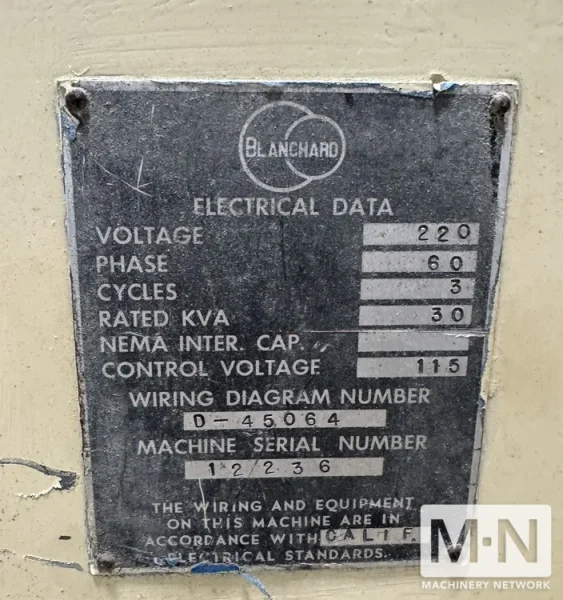 BLANCHARD
ELECTRICAL DATA
VOLTAGE 220
PHASE 60
CYCLES 3
RATED KVA 30
NEMA INTER. CAP.
CONTROL VOLTAGE 115
WIRING DIAGRAM NUMBER
D-45064
MACHINE SERIAL NUMBER
12236
THE WIRING AND EQUIPMENT
ON THIS MACHINE ARE IN
ACCORDANCE WITH CALIF.
ELECTRICAL STANDARDS.
M·N
MACHINERY NETWORK